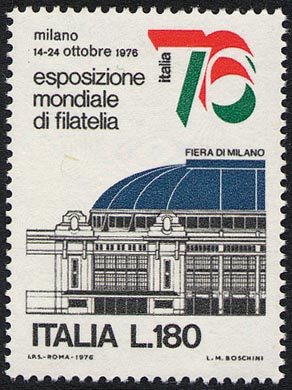 milano
14-24 ottobre 1976
esposizione
mondiale
di filatelia
italia
76
FIERA DI MILANO
ITALIA L.180
I.P.S.-ROMA-1976
L. M. BOSCHINI